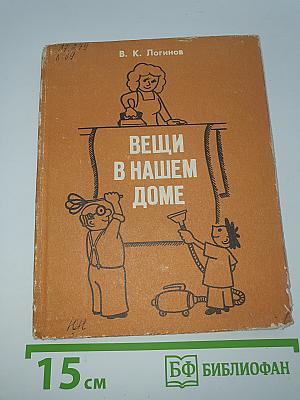 В. К. Логинов
ВЕЩИ
В НАШЕМ
ДОМЕ
15 см
БФ БИБЛИОФАН